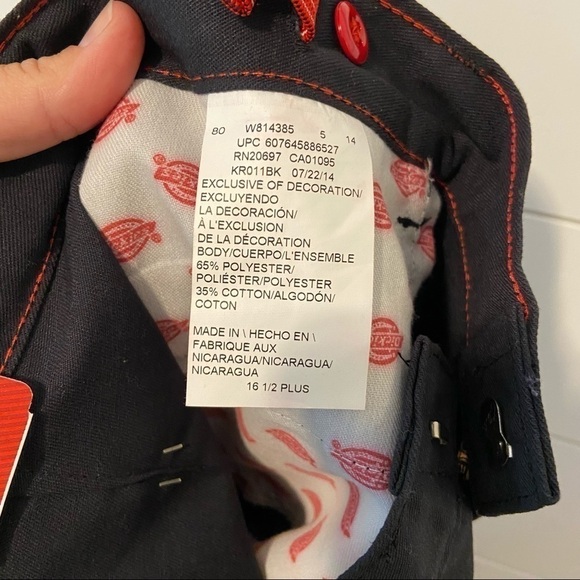 80 W814385 5 14
UPC 607645886527
RN20697 CA01095
KR011BK 07/22/14
EXCLUSIVE OF DECORATION/
EXCLUYENDO
LA DECORACIÓN/
À L'EXCLUSION
DE LA DÉCORATION
BODY/CUERPO/L'ENSEMBLE
65% POLYESTER/
POLIÉSTER/POLYESTER
35% COTTON/ALGODÓN/
COTON
MADE IN \ HECHO EN \
FABRIQUE AUX
NICARAGUA/NICARAGUA/
NICARAGUA
16 1/2 PLUS
Dickies